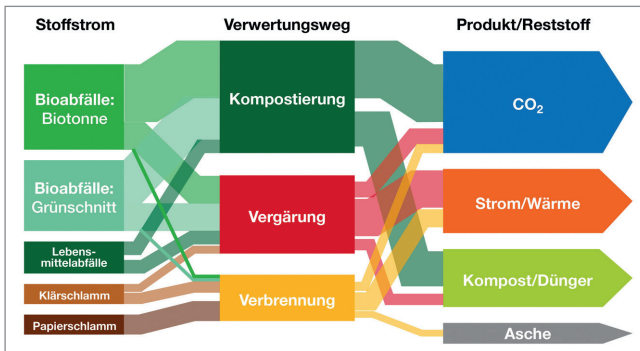 Stoffstrom
Verwertungsweg
Produkt/Reststoff
Bioabfälle:
Biotonne
Bioabfälle:
Grünschnitt
Lebens-
mittelabfälle
Klärschlamm
Papierschlamm
Kompostierung
Vergärung
Verbrennung
CO₂
Strom/Wärme
Kompost/Dünger
Asche